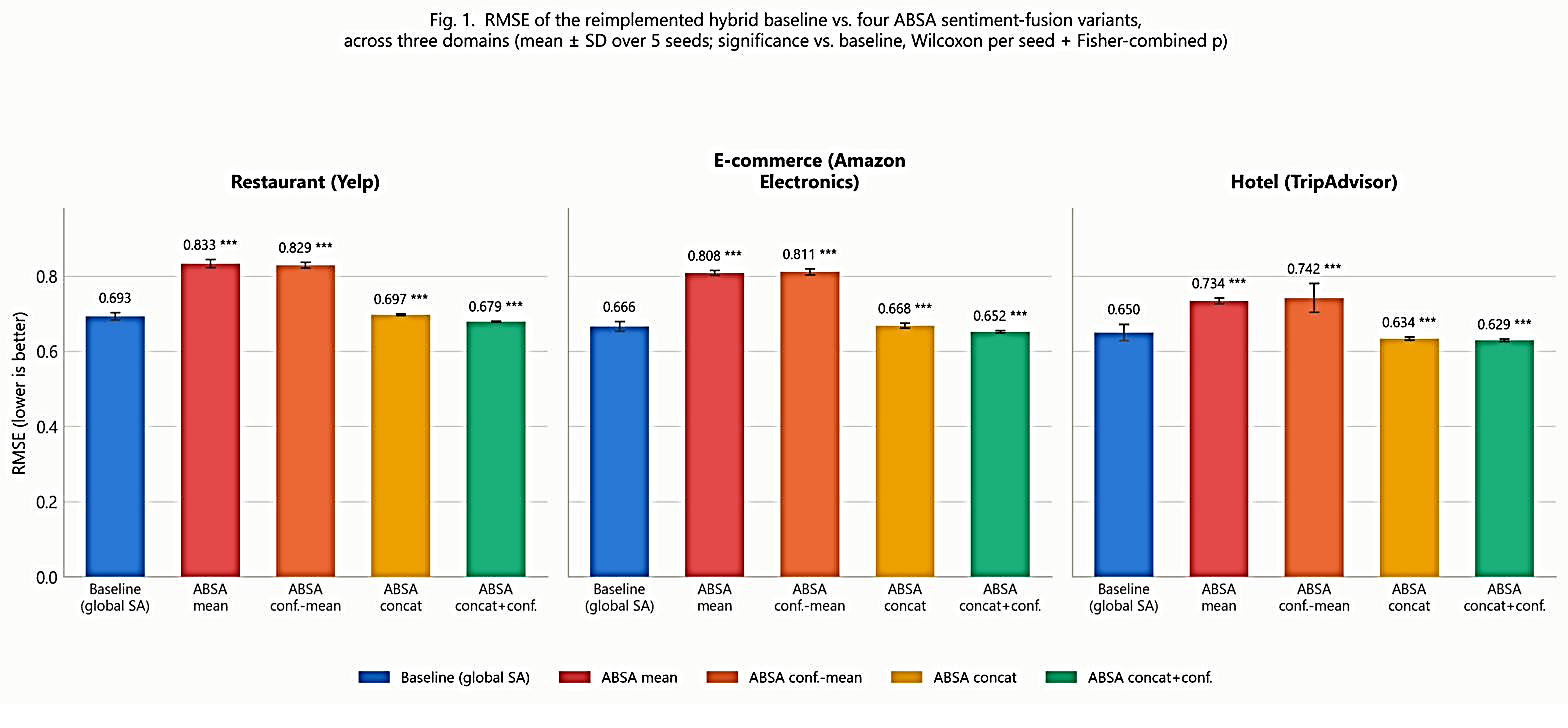 Fig. 1. RMSE of the reimplemented hybrid baseline vs. four ABSA sentiment-fusion variants,
across three domains (mean ± SD over 5 seeds; significance vs. baseline, Wilcoxon per seed + Fisher-combined p)
Restaurant (Yelp)
E-commerce (Amazon
Electronics)
Hotel (TripAdvisor)
RMSE (lower is better)
0.8
0.6
0.4
0.2
0.0
0.693
0.833 ***
0.829 ***
0.697 ***
0.679 ***
0.666
0.808 ***
0.811 ***
0.668 ***
0.652 ***
0.650
0.734 ***
0.742 ***
0.634 ***
0.629 ***
Baseline
(global SA)
ABSA
mean
ABSA
conf.-mean
ABSA
concat
ABSA
concat+conf.
Baseline
(global SA)
ABSA
mean
ABSA
conf.-mean
ABSA
concat
ABSA
concat+conf.
Baseline
(global SA)
ABSA
mean
ABSA
conf.-mean
ABSA
concat
ABSA
concat+conf.
Baseline (global SA)
ABSA mean
ABSA conf.-mean
ABSA concat
ABSA concat+conf.